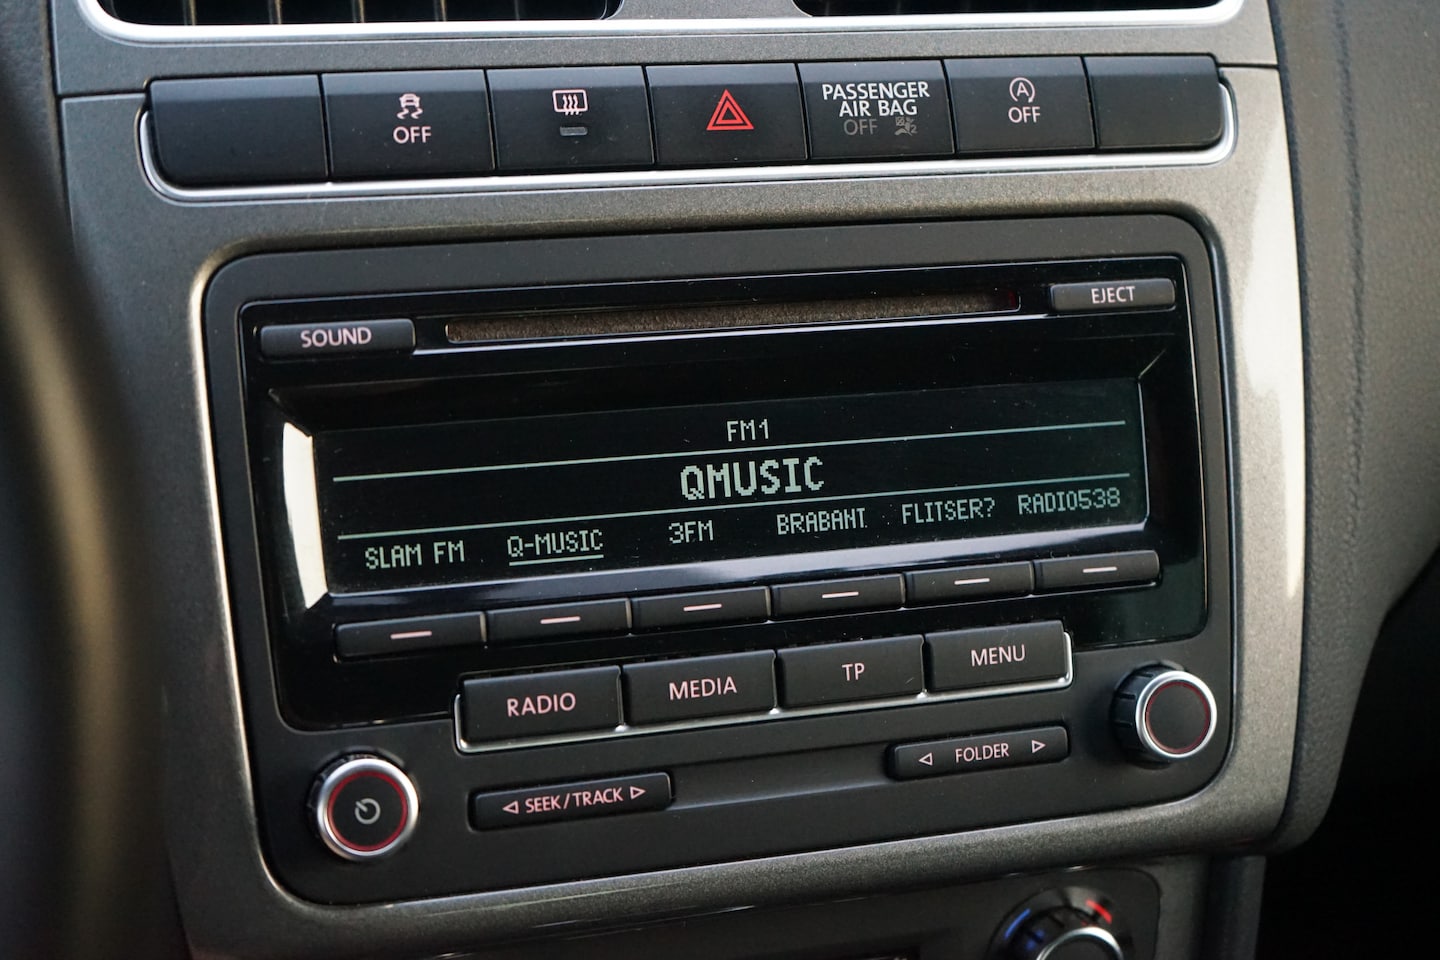 OFF
PASSENGER
AIR BAG
OFF
OFF
SOUND
EJECT
FM1
QMUSIC
SLAM FM Q-MUSIC 3FM BRABANT FLITSER? RADIO538
RADIO MEDIA TP MENU
SEEK/TRACK
FOLDER